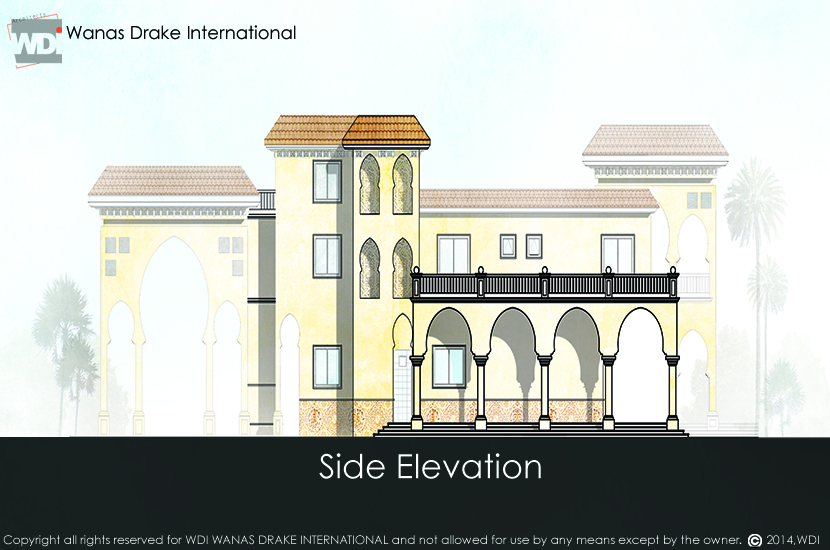 Architects
WDI
Wanas Drake International
Side Elevation
Copyright all rights reserved for WDI WANAS DRAKE INTERNATIONAL and not allowed for use by any means except by the owner. © 2014,WDI